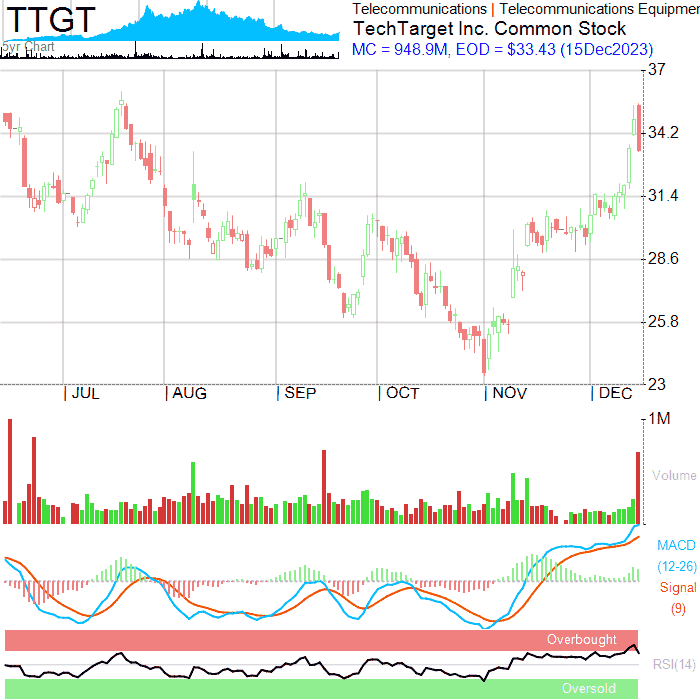 TTGT
5yr Chart
Telecommunications | Telecommunications Equipmen
TechTarget Inc. Common Stock
MC = 948.9M, EOD = $33.43 (15Dec2023)
37
34.2
31.4
28.6
25.8
23
| JUL | AUG | SEP | OCT | NOV | DEC
1M
Volume
MACD
(12-26)
Signal
(9)
Overbought
RSI(14)
Oversold